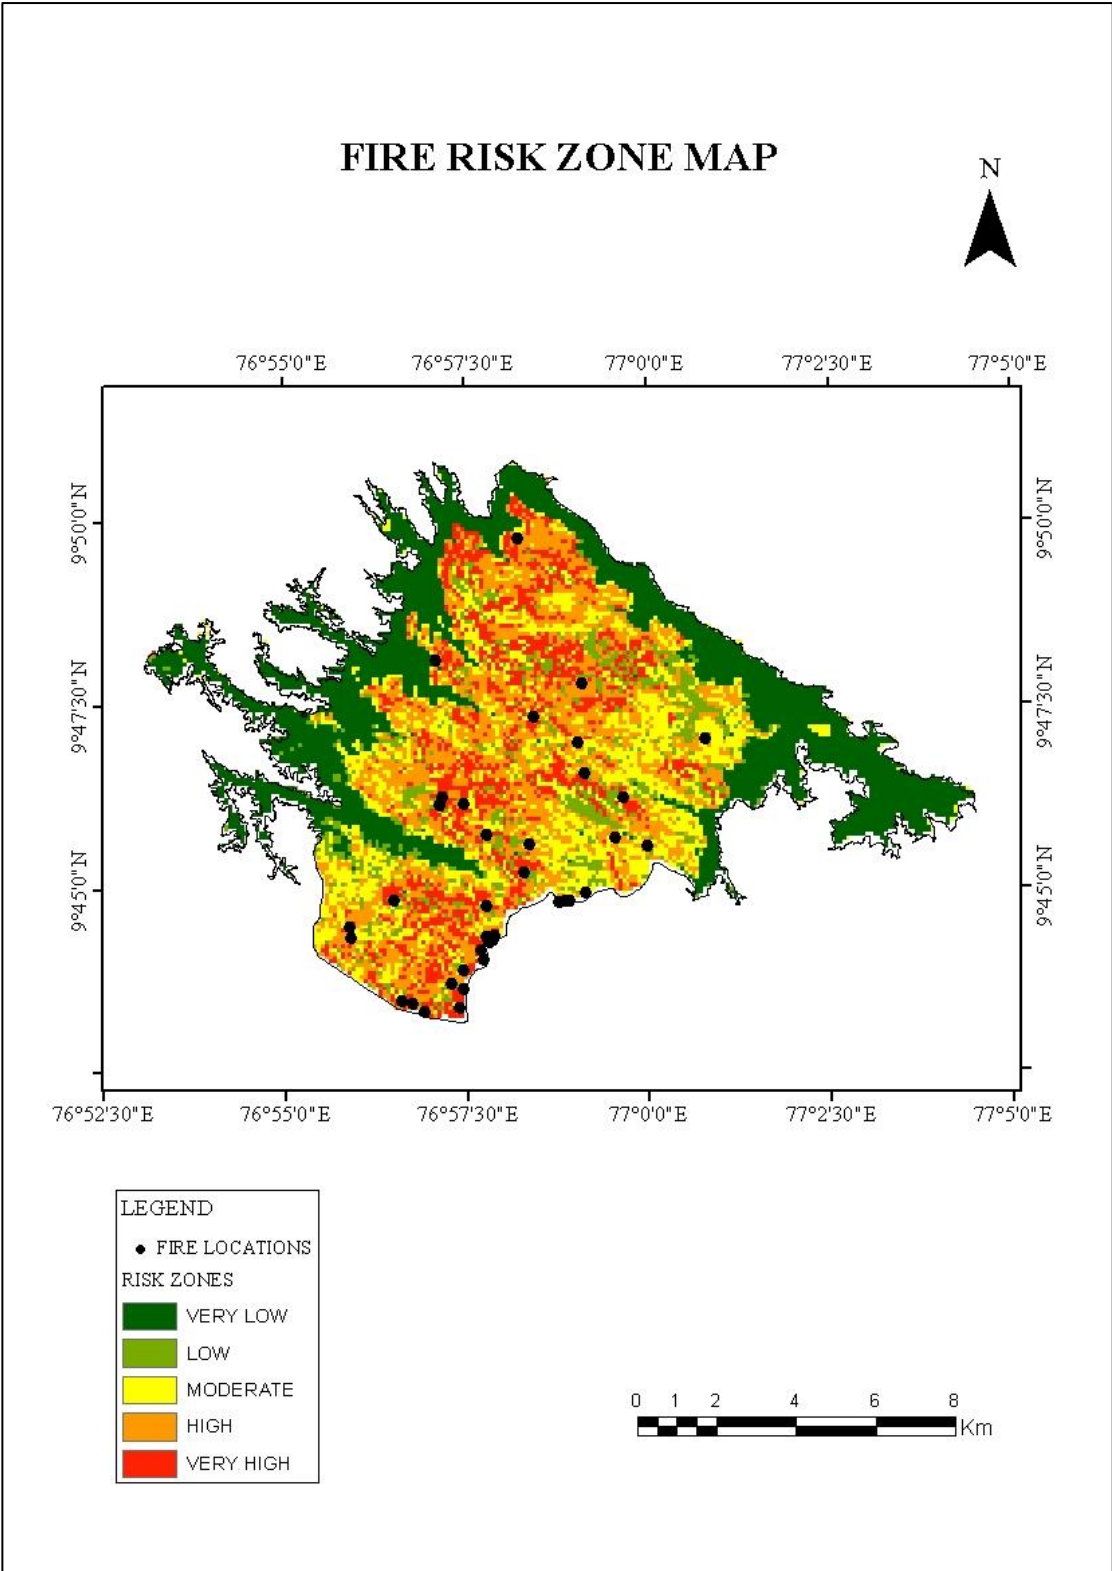 FIRE RISK ZONE MAP
N
76°55'0"E 76°57'30"E 77°0'0"E 77°2'30"E 77°5'0"E
9°50'0"N 9°50'0"N
9°47'30"N 9°47'30"N
9°45'0"N 9°45'0"N
76°52'30"E 76°55'0"E 76°57'30"E 77°0'0"E 77°2'30"E 77°5'0"E
LEGEND
FIRE LOCATIONS
RISK ZONES
VERY LOW
LOW
MODERATE
HIGH
VERY HIGH
0 1 2 4 6 8
Km